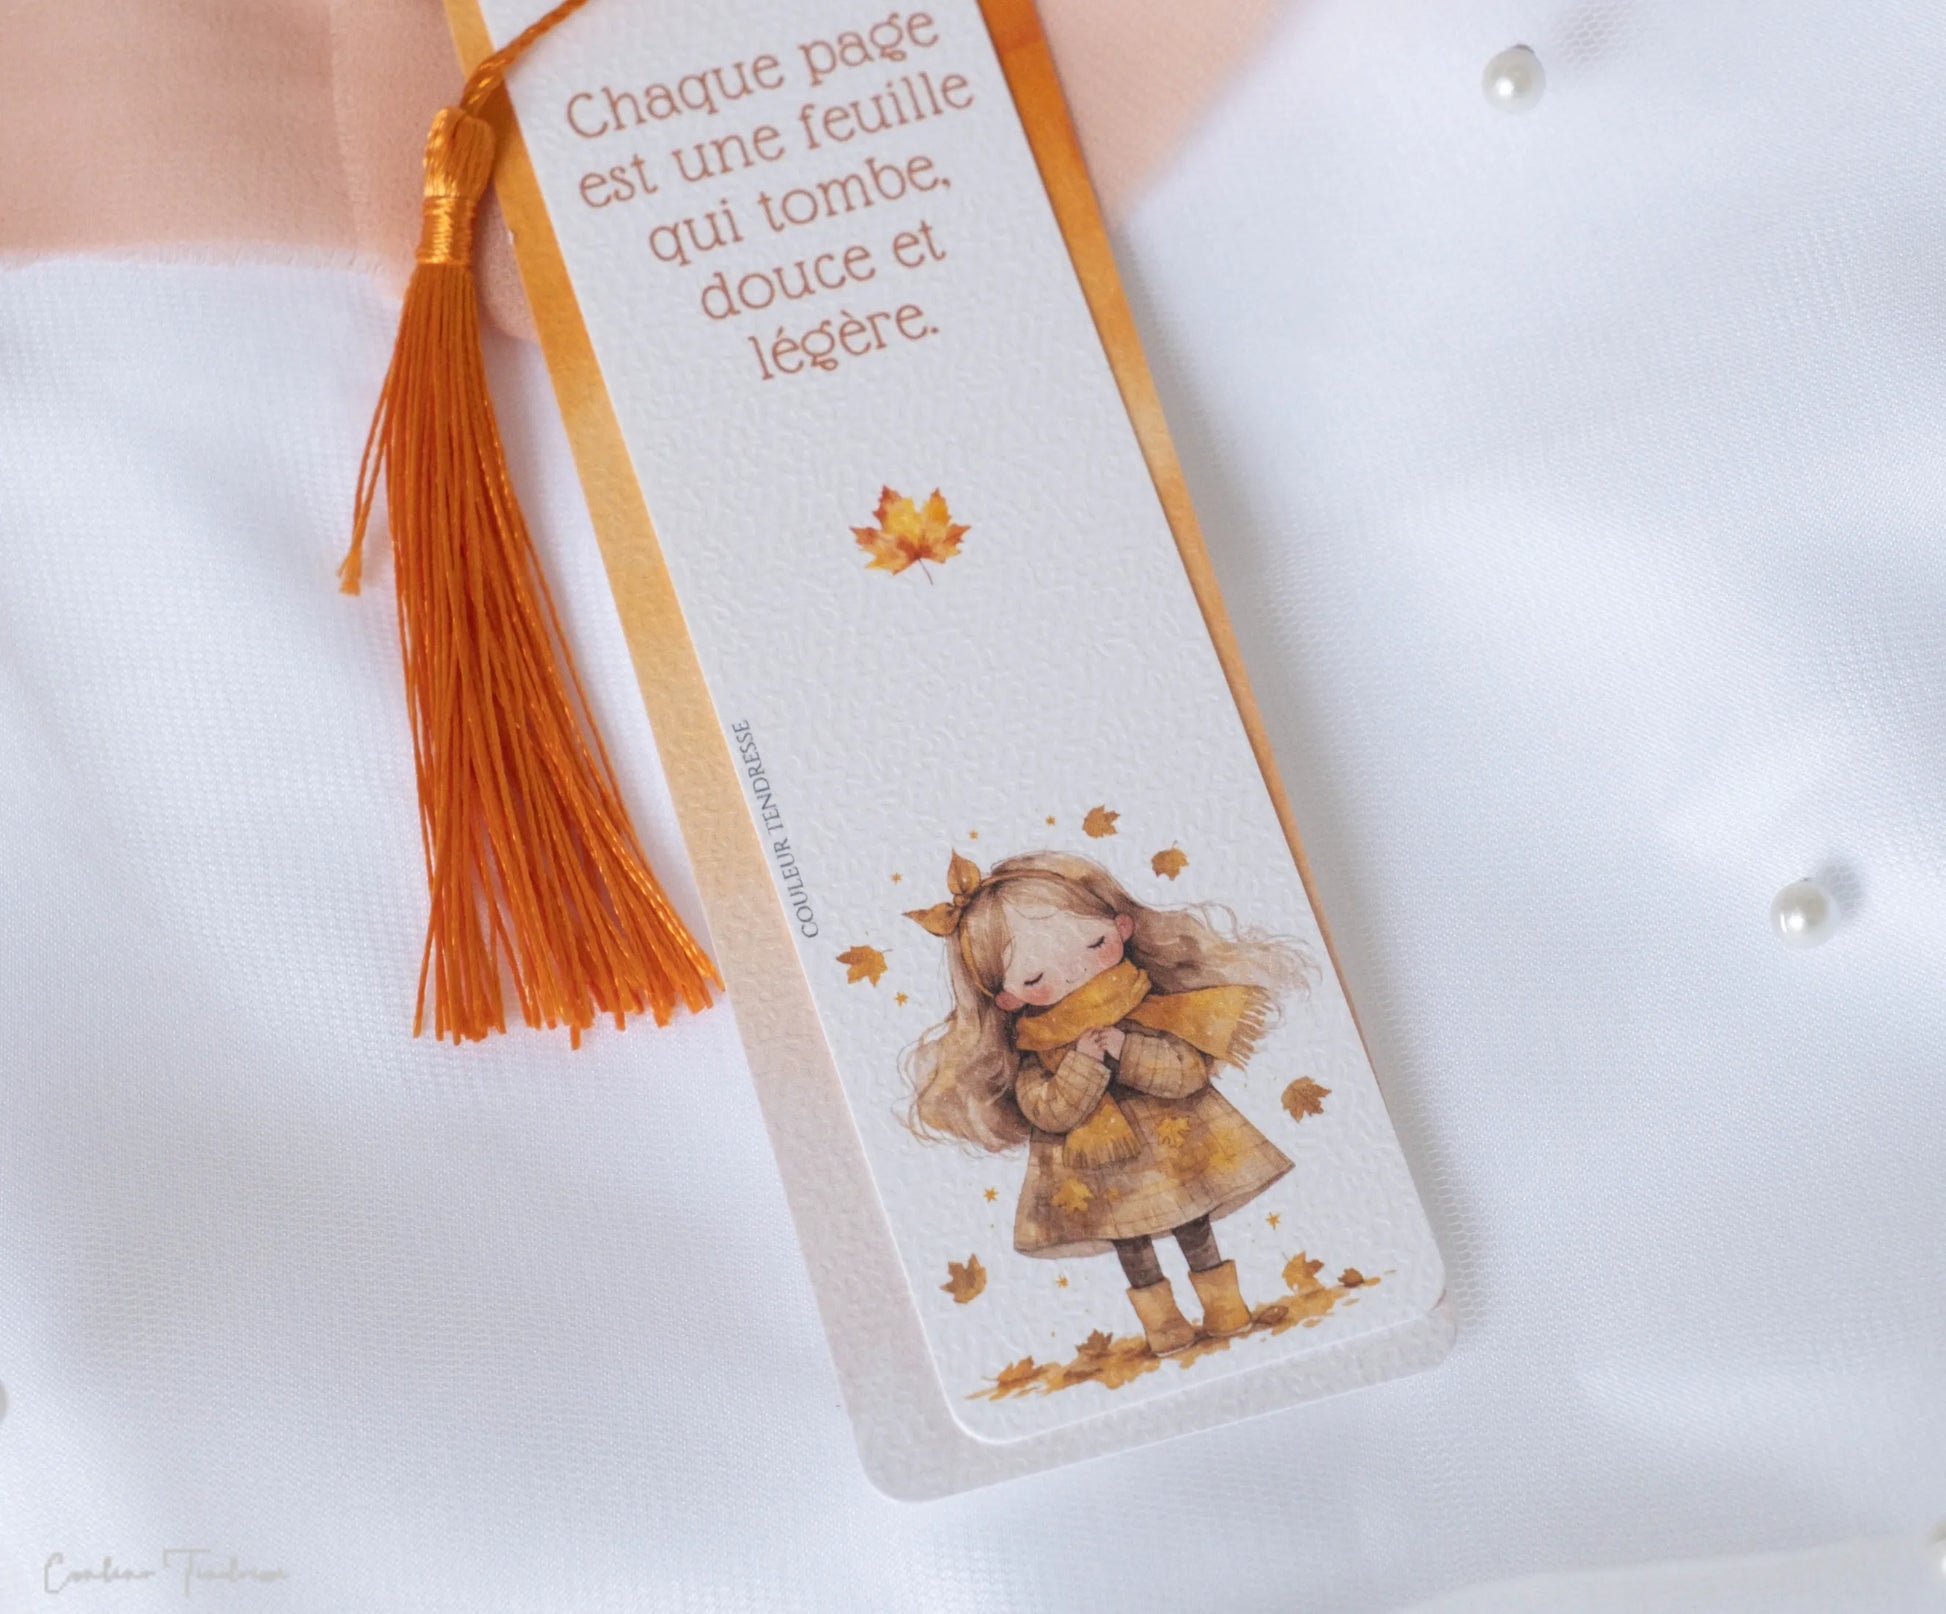 Chaque page
est une feuille
qui tombe,
douce et
légère.
COULEUR TENDRESSE